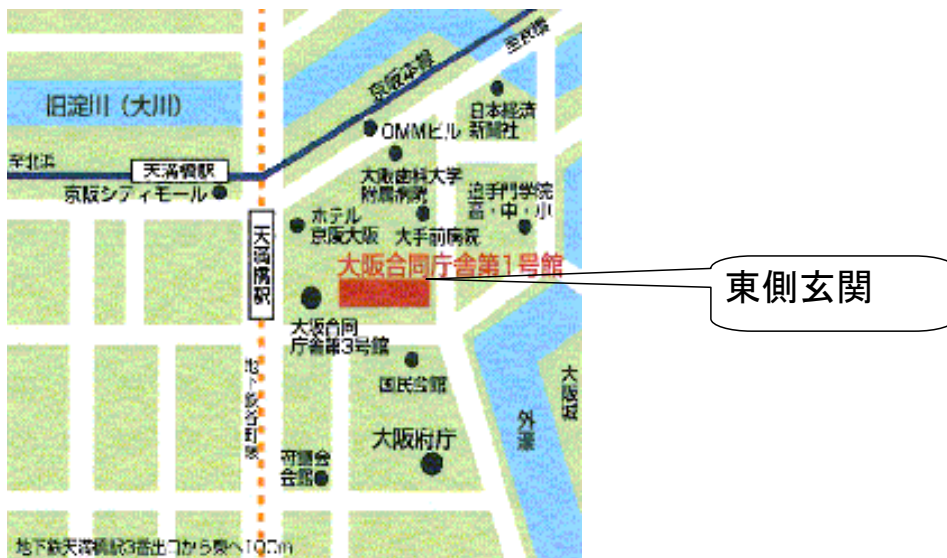 至京橋
京阪本線
旧淀川（大川）
日本経済
新聞社
OMMビル
至北浜
天満橋駅
京阪シティモール
大阪歯科大学
附属病院
追手門学院
高・中・小
ホテル
京阪大阪
大手前病院
天満橋駅
大阪合同庁舎第1号館
東側玄関
大阪合同
庁舎第3号館
国民会館
地下鉄谷町線
大阪城
外濠
大阪府庁
会館
地下鉄天満橋駅3番出口から東へ100m